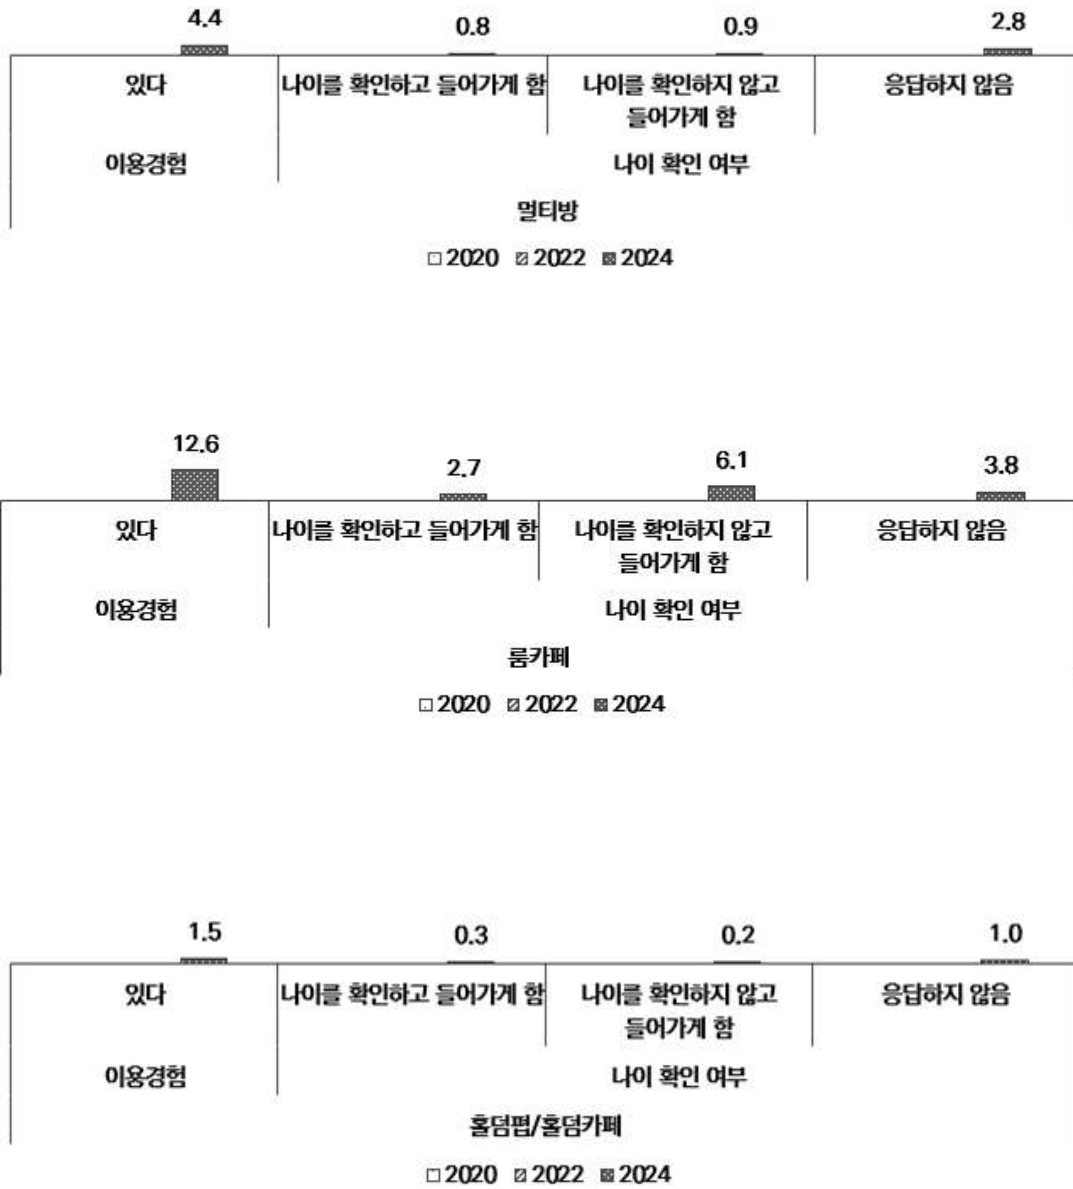 4.4 0.8 0.9 2.8
있다 나이를 확인하고 들어가게 함 나이를 확인하지 않고 응답하지 않음
들어가게 함
이용경험 나이 확인 여부
멀티방
2020 2022 2024
12.6 2.7 6.1 3.8
있다 나이를 확인하고 들어가게 함 나이를 확인하지 않고 응답하지 않음
들어가게 함
이용경험 나이 확인 여부
룸카페
2020 2022 2024
1.5 0.3 0.2 1.0
있다 나이를 확인하고 들어가게 함 나이를 확인하지 않고 응답하지 않음
들어가게 함
이용경험 나이 확인 여부
홀덤펍/홀덤카페
2020 2022 2024